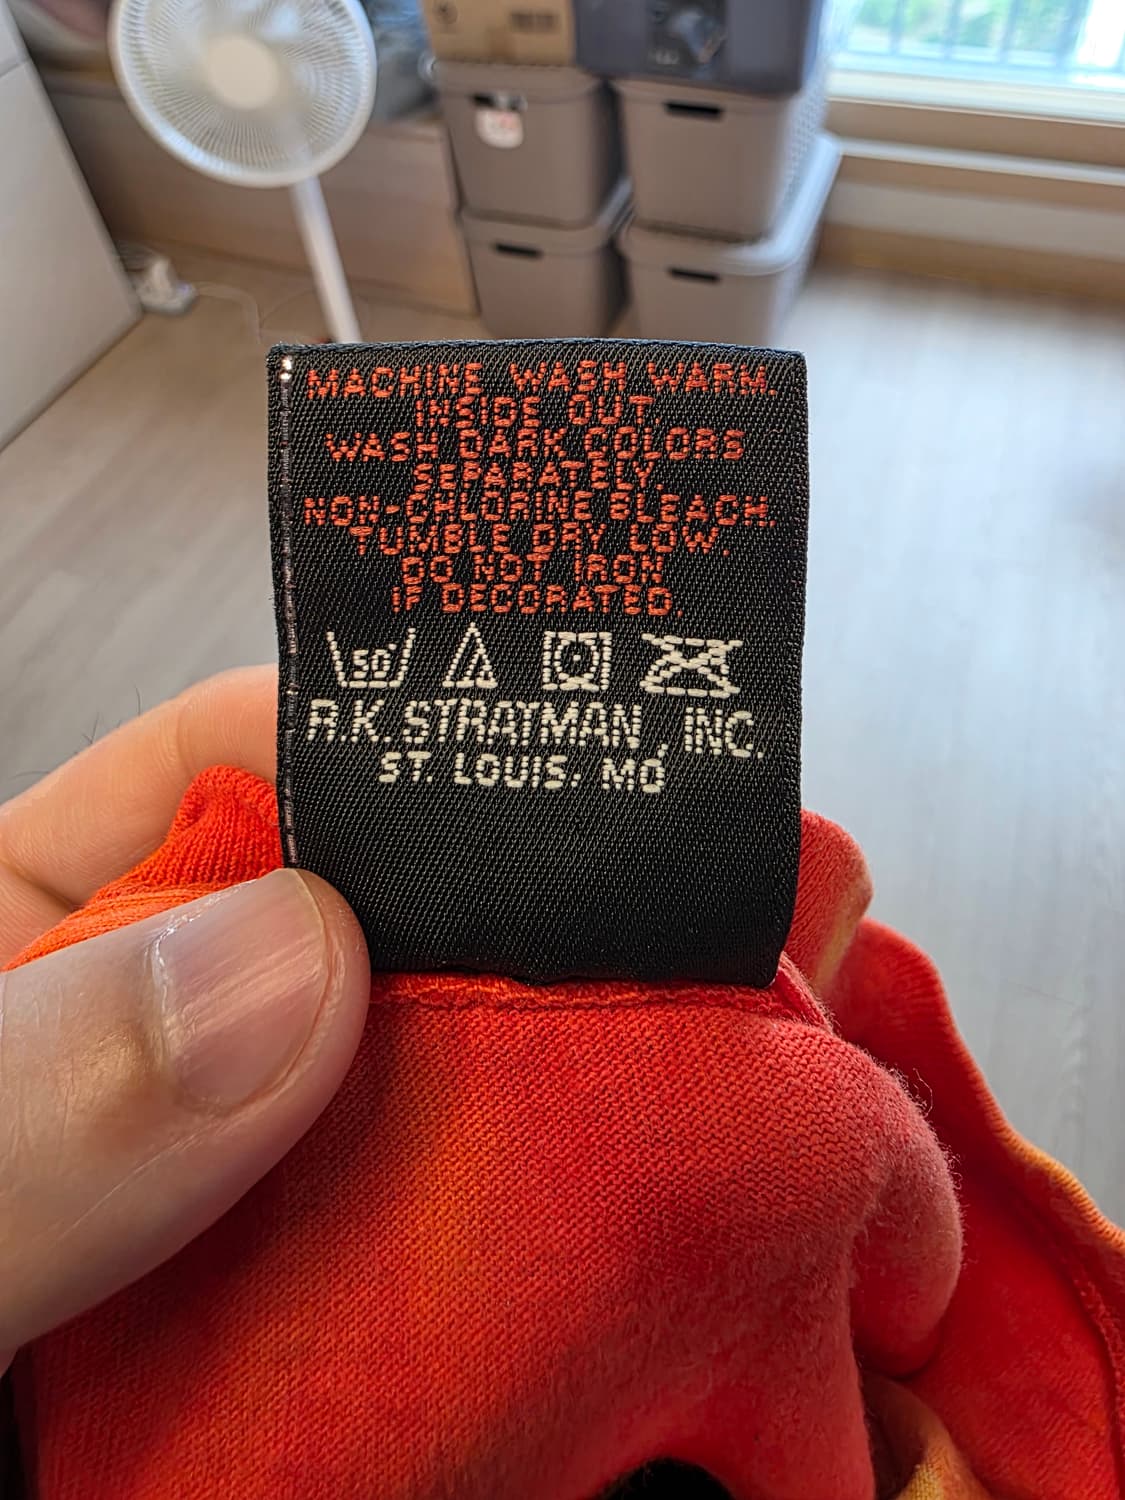 MACHINE WASH WARM.
INSIDE OUT.
WASH DARK COLORS
SEPARATELY.
NON-CHLORINE BLEACH.
TUMBLE DRY LOW.
DO NOT IRON
IF DECORATED.
50°
R.K. STRATMAN, INC.
ST. LOUIS. MO